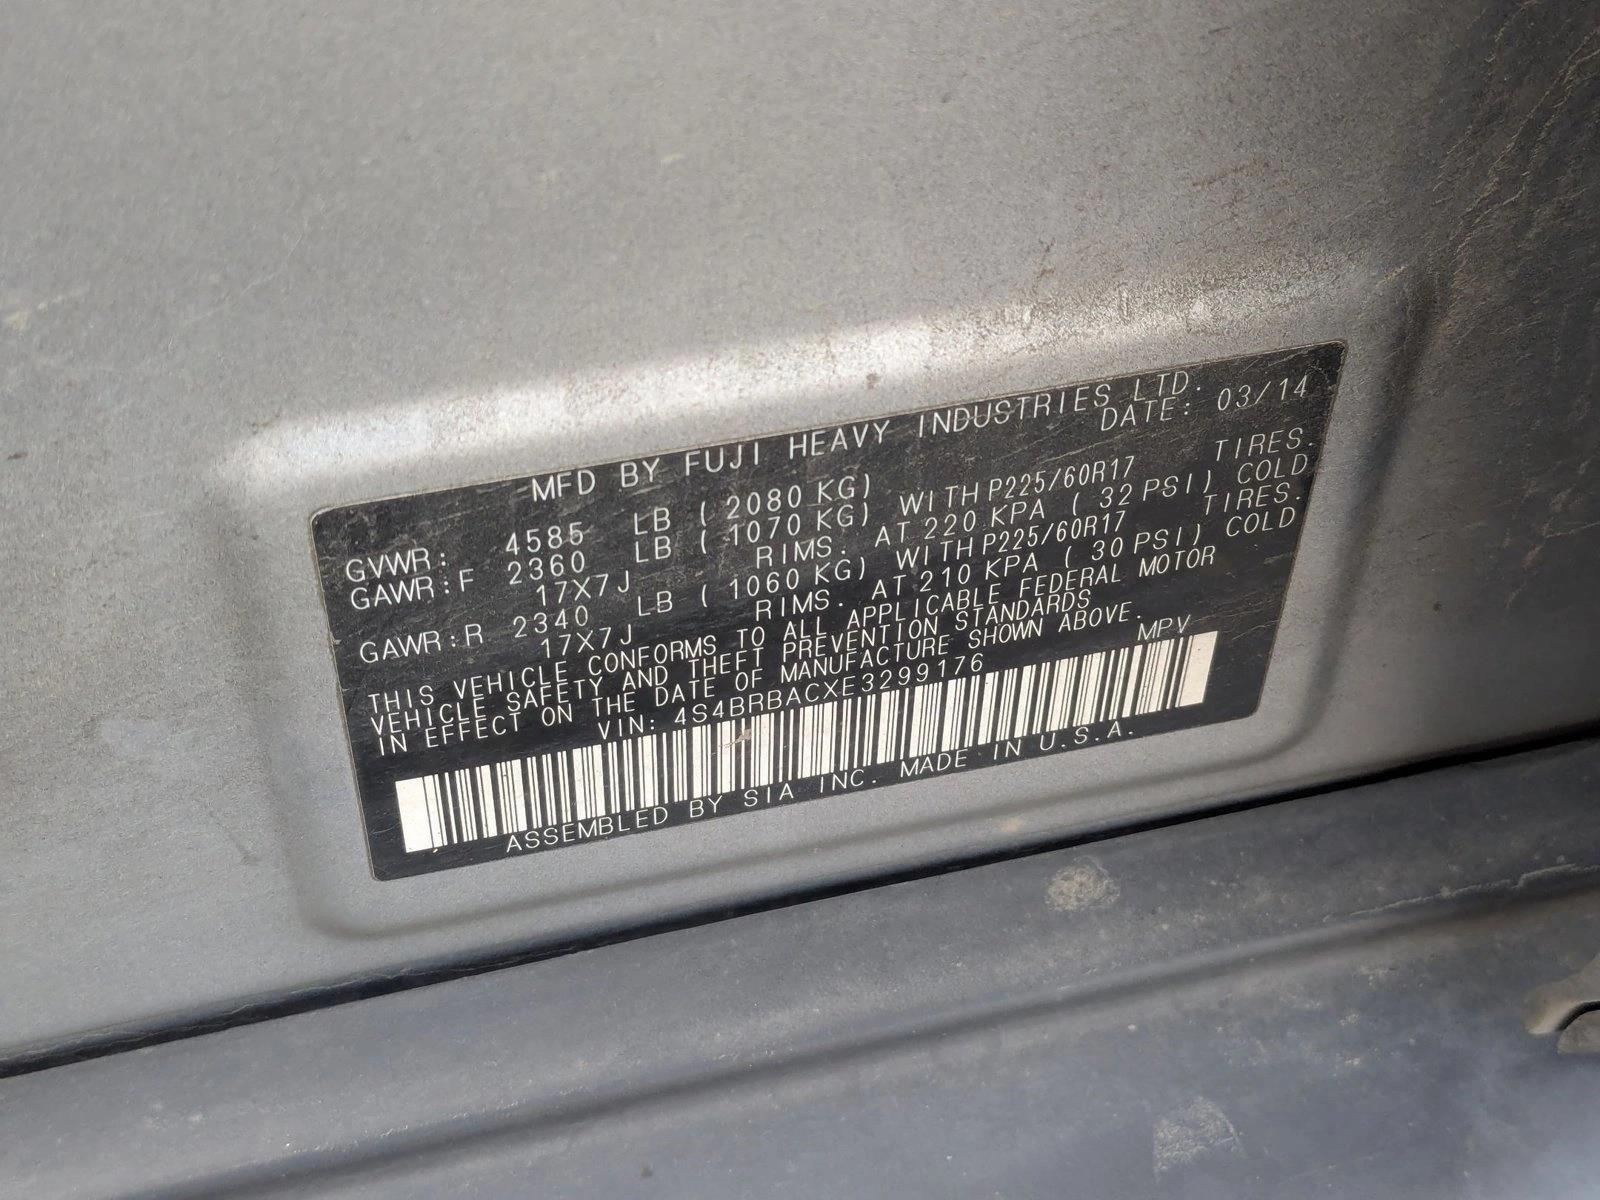 MFD BY FUJI HEAVY INDUSTRIES LTD.
DATE: 03/14
GVWR: 4585 LB ( 2080 KG)
GAWR:F 2360 LB ( 1070 KG) WITH P225/60R17 TIRES.
17X7J RIMS. AT 220 KPA ( 32 PSI) COLD
GAWR:R 2340 LB ( 1060 KG) WITH P225/60R17 TIRES.
17X7J RIMS. AT 210 KPA ( 30 PSI) COLD
THIS VEHICLE CONFORMS TO ALL APPLICABLE FEDERAL MOTOR
VEHICLE SAFETY AND THEFT PREVENTION STANDARDS
IN EFFECT ON THE DATE OF MANUFACTURE SHOWN ABOVE.
VIN: 4S4BRBACXE3299176 MPV
ASSEMBLED BY SIA INC. MADE IN U.S.A.